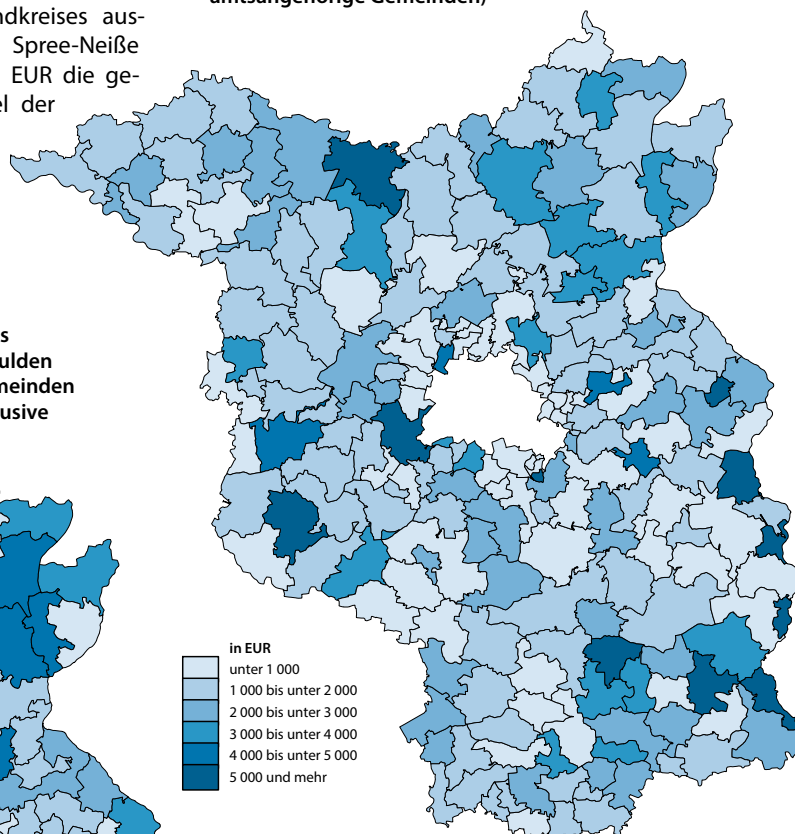 amtsangehörige Gemeinden)
ndkreises aus-
Spree-Neiße
EUR die ge-
el der
s
ulden
meinden
usive
in EUR
unter 1 000
1 000 bis unter 2 000
2 000 bis unter 3 000
3 000 bis unter 4 000
4 000 bis unter 5 000
5 000 und mehr